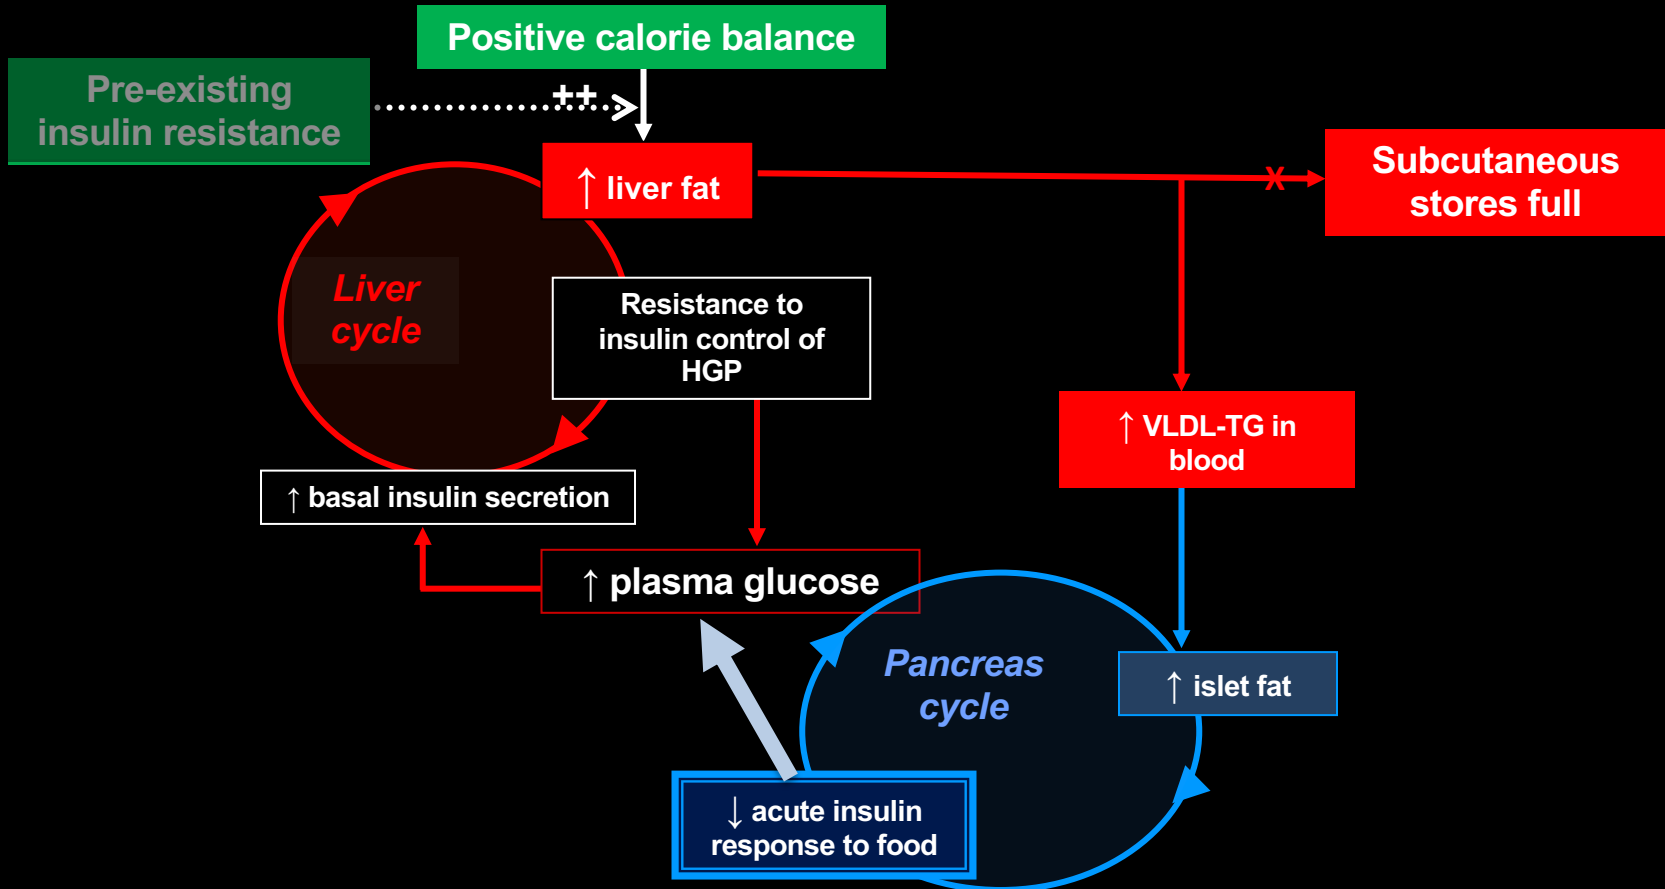 Positive calorie balance
Pre-existing
insulin resistance
++
↑ liver fat
x
Subcutaneous
stores full
Liver
cycle
Resistance to
insulin control of
HGP
↑ VLDL-TG in
blood
↑ basal insulin secretion
↑ plasma glucose
Pancreas
cycle
↑ islet fat
↓ acute insulin
response to food